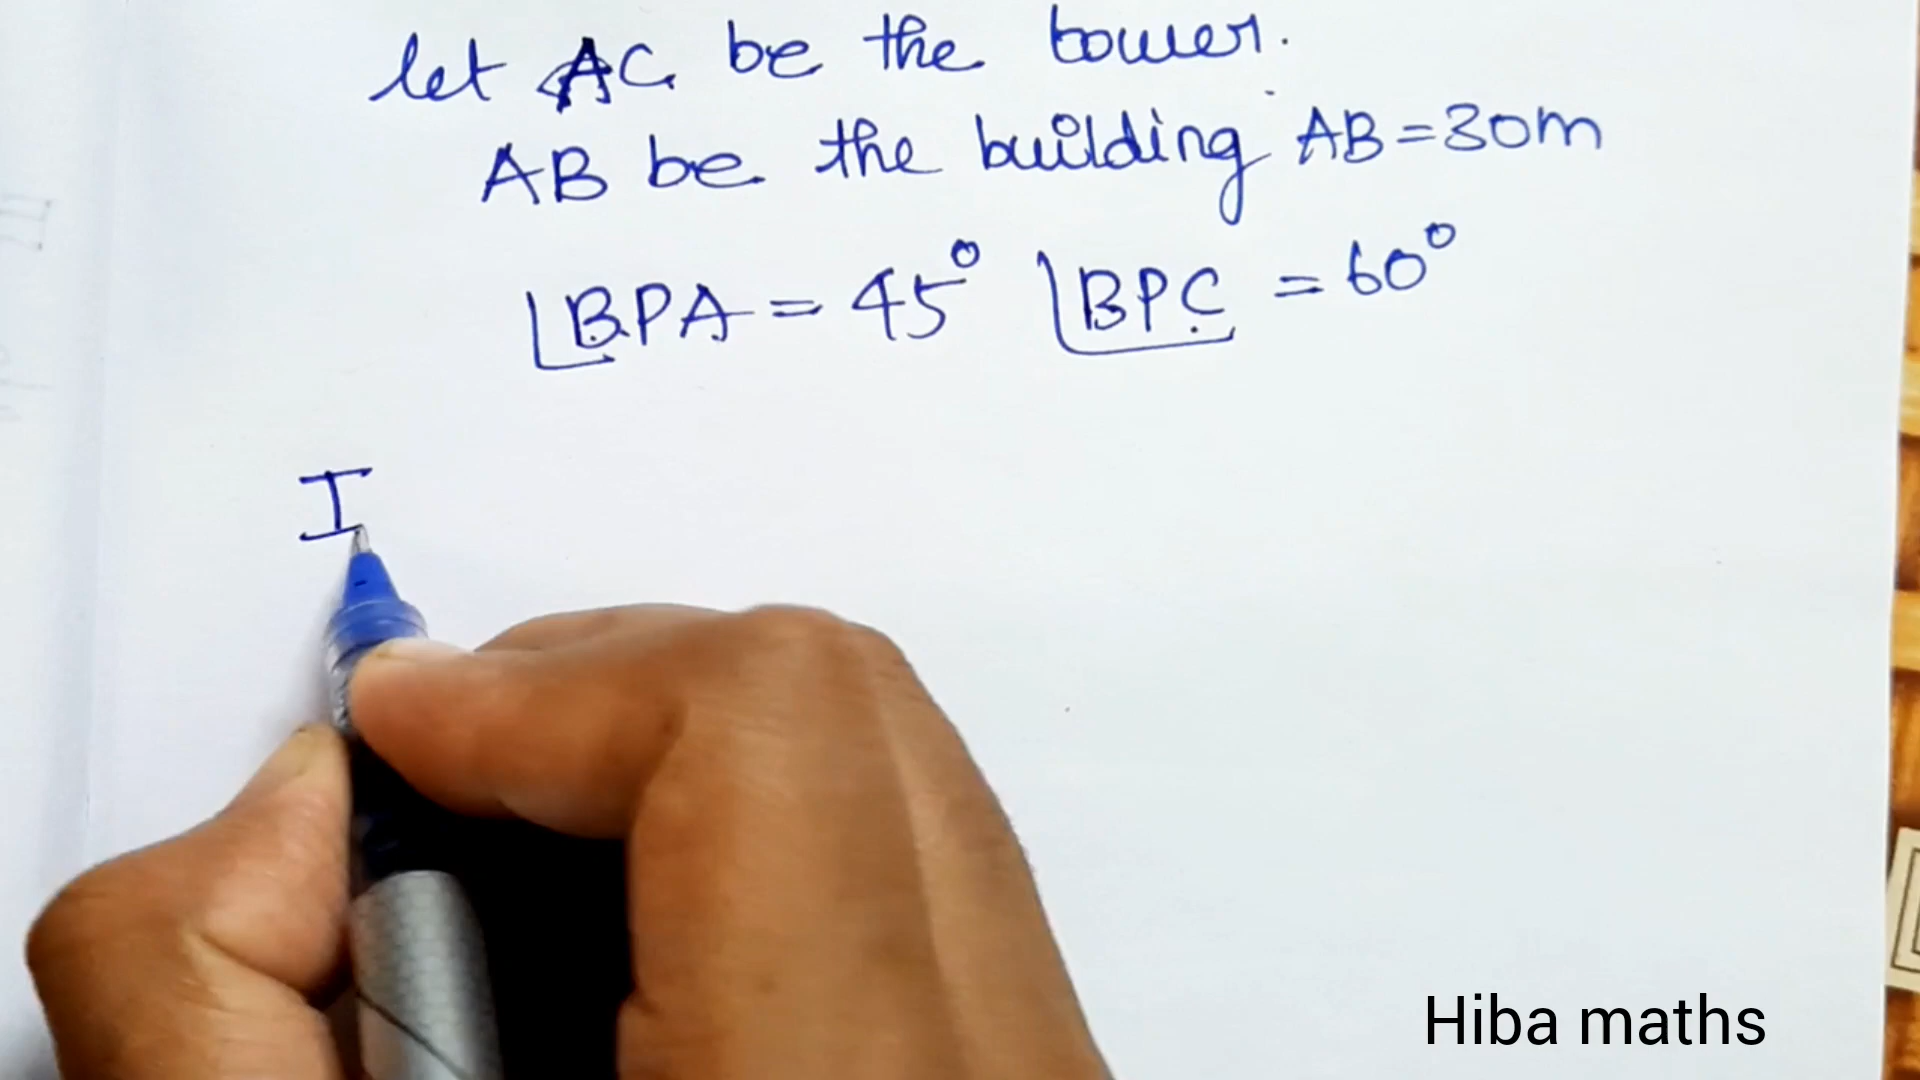 let AC be the tower.
AB be the building AB = 30m
∠BPA = 45° ∠BPC = 60°
I
Hiba maths